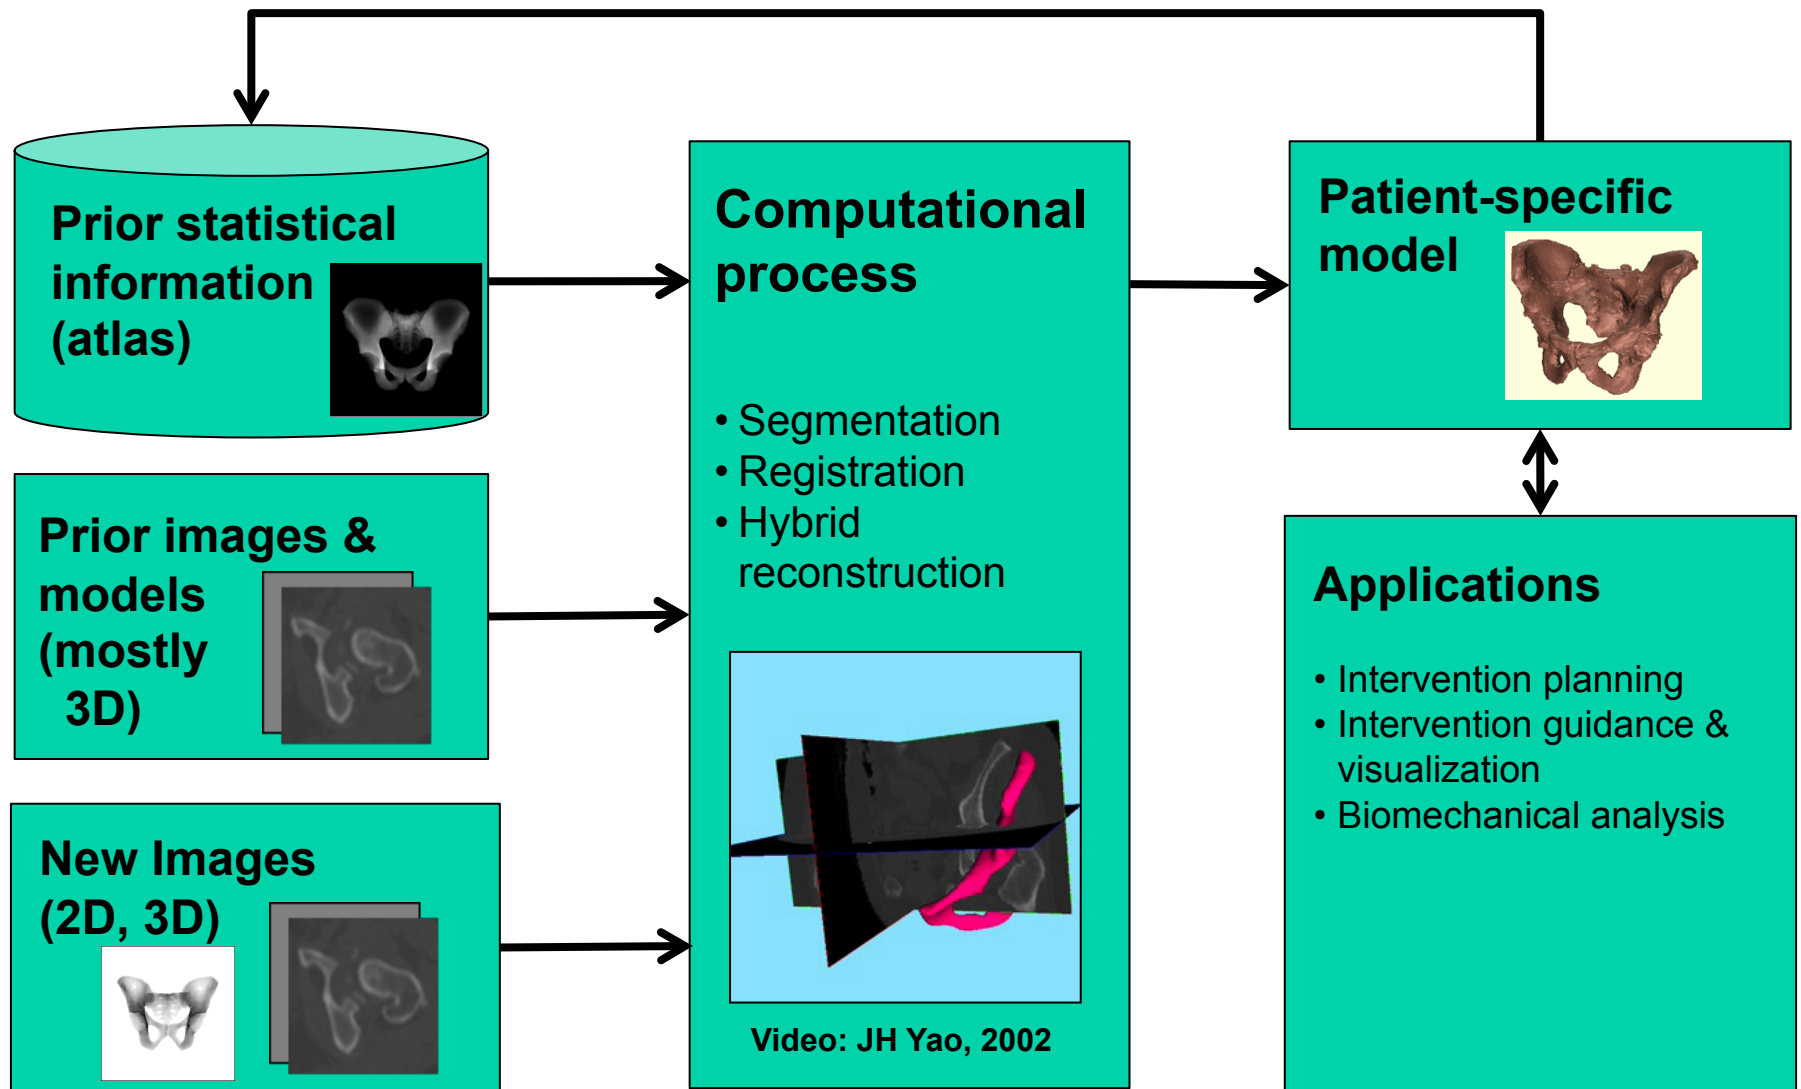 Prior statistical
information
(atlas)
Prior images &
models
(mostly
3D)
New Images
(2D, 3D)
Computational
process
• Segmentation
• Registration
• Hybrid
reconstruction
Video: JH Yao, 2002
Patient-specific
model
Applications
• Intervention planning
• Intervention guidance &
visualization
• Biomechanical analysis